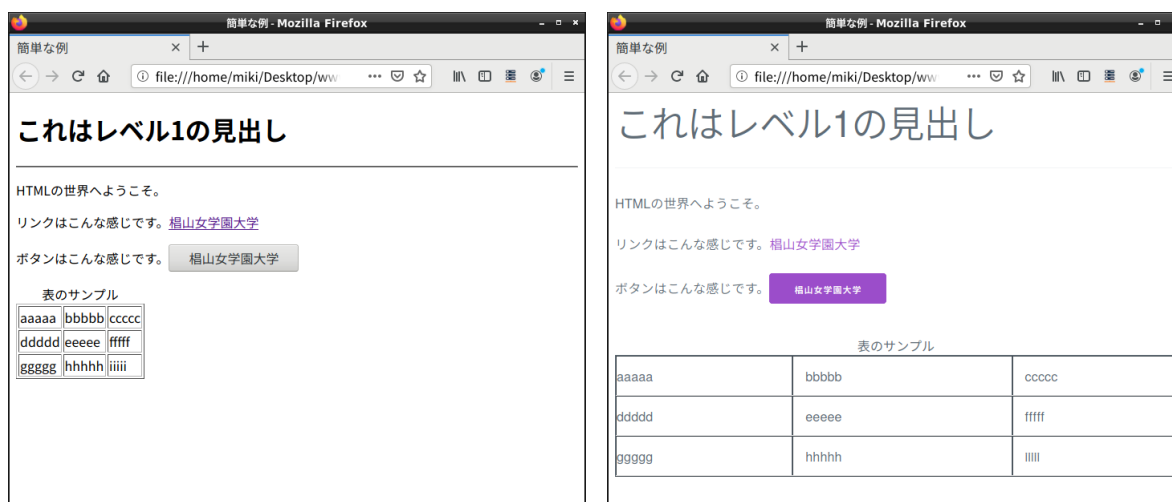 簡単な例 - Mozilla Firefox
簡単な例
file:///home/miki/Desktop/ww
これはレベル1の見出し
HTMLの世界へようこそ。
リンクはこんな感じです。椙山女学園大学
ボタンはこんな感じです。 椙山女学園大学
表のサンプル
aaaaa bbbbb ccccc
ddddd eeeee fffff
ggggg hhhhh iiiii
簡単な例 - Mozilla Firefox
簡単な例
file:///home/miki/Desktop/ww
これはレベル1の見出し
HTMLの世界へようこそ。
リンクはこんな感じです。椙山女学園大学
ボタンはこんな感じです。 椙山女学園大学
表のサンプル
aaaaa bbbbb ccccc
ddddd eeeee fffff
ggggg hhhhh iiiii